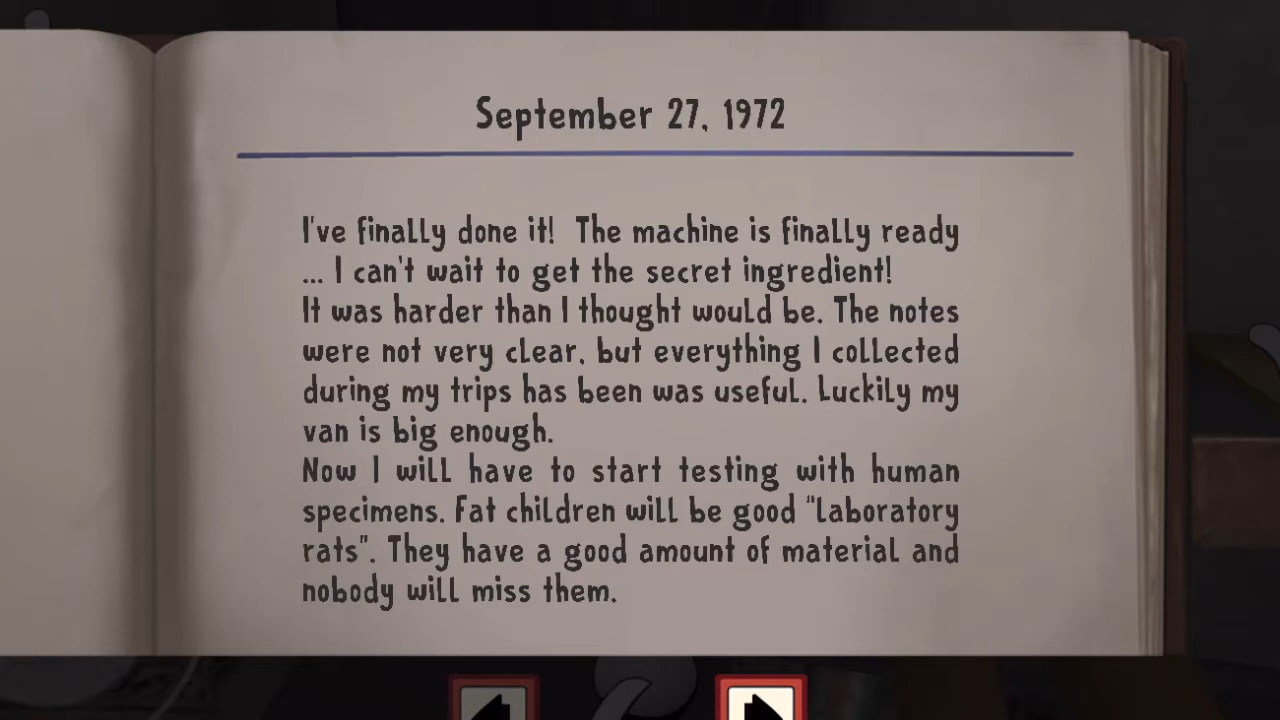 September 27, 1972
I've finally done it! The machine is finally ready
... I can't wait to get the secret ingredient!
It was harder than I thought would be. The notes
were not very clear, but everything I collected
during my trips has been was useful. Luckily my
van is big enough.
Now I will have to start testing with human
specimens. Fat children will be good "laboratory
rats". They have a good amount of material and
nobody will miss them.